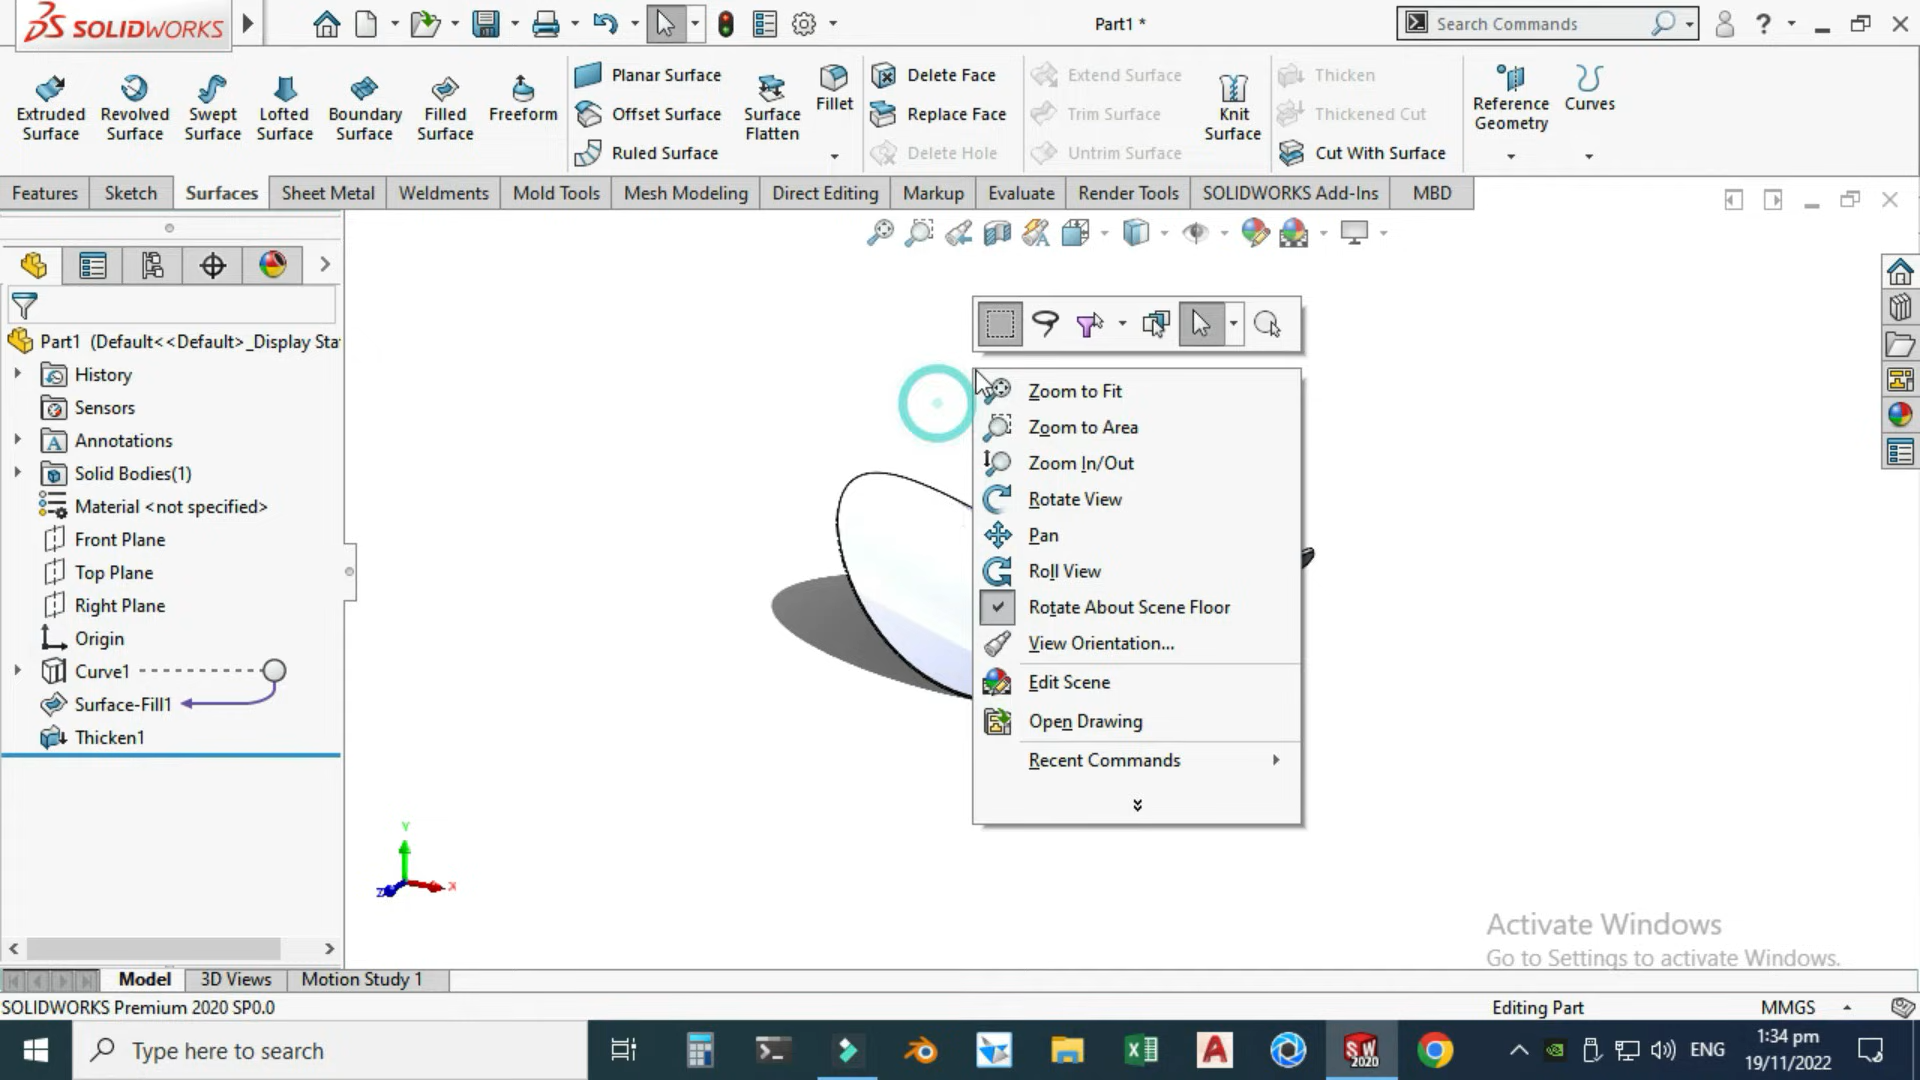 SOLIDWORKS
Part1 *
Search Commands
Extruded Surface
Revolved Surface
Swept Surface
Lofted Surface
Boundary Surface
Filled Surface
Freeform
Planar Surface
Offset Surface
Ruled Surface
Surface Flatten
Fillet
Delete Face
Replace Face
Delete Hole
Extend Surface
Trim Surface
Untrim Surface
Knit Surface
Thicken
Thickened Cut
Cut With Surface
Reference Geometry
Curves
Features
Sketch
Surfaces
Sheet Metal
Weldments
Mold Tools
Mesh Modeling
Direct Editing
Markup
Evaluate
Render Tools
SOLIDWORKS Add-Ins
MBD
Part1 (Default<<Default>_Display Sta
History
Sensors
Annotations
Solid Bodies(1)
Material <not specified>
Front Plane
Top Plane
Right Plane
Origin
Curve1
Surface-Fill1
Thicken1
Zoom to Fit
Zoom to Area
Zoom In/Out
Rotate View
Pan
Roll View
Rotate About Scene Floor
View Orientation...
Edit Scene
Open Drawing
Recent Commands
Y
Z
X
Activate Windows
Go to Settings to activate Windows.
Model
3D Views
Motion Study 1
SOLIDWORKS Premium 2020 SP0.0
Editing Part
MMGS
Type here to search
SW
2020
ENG
1:34 pm
19/11/2022